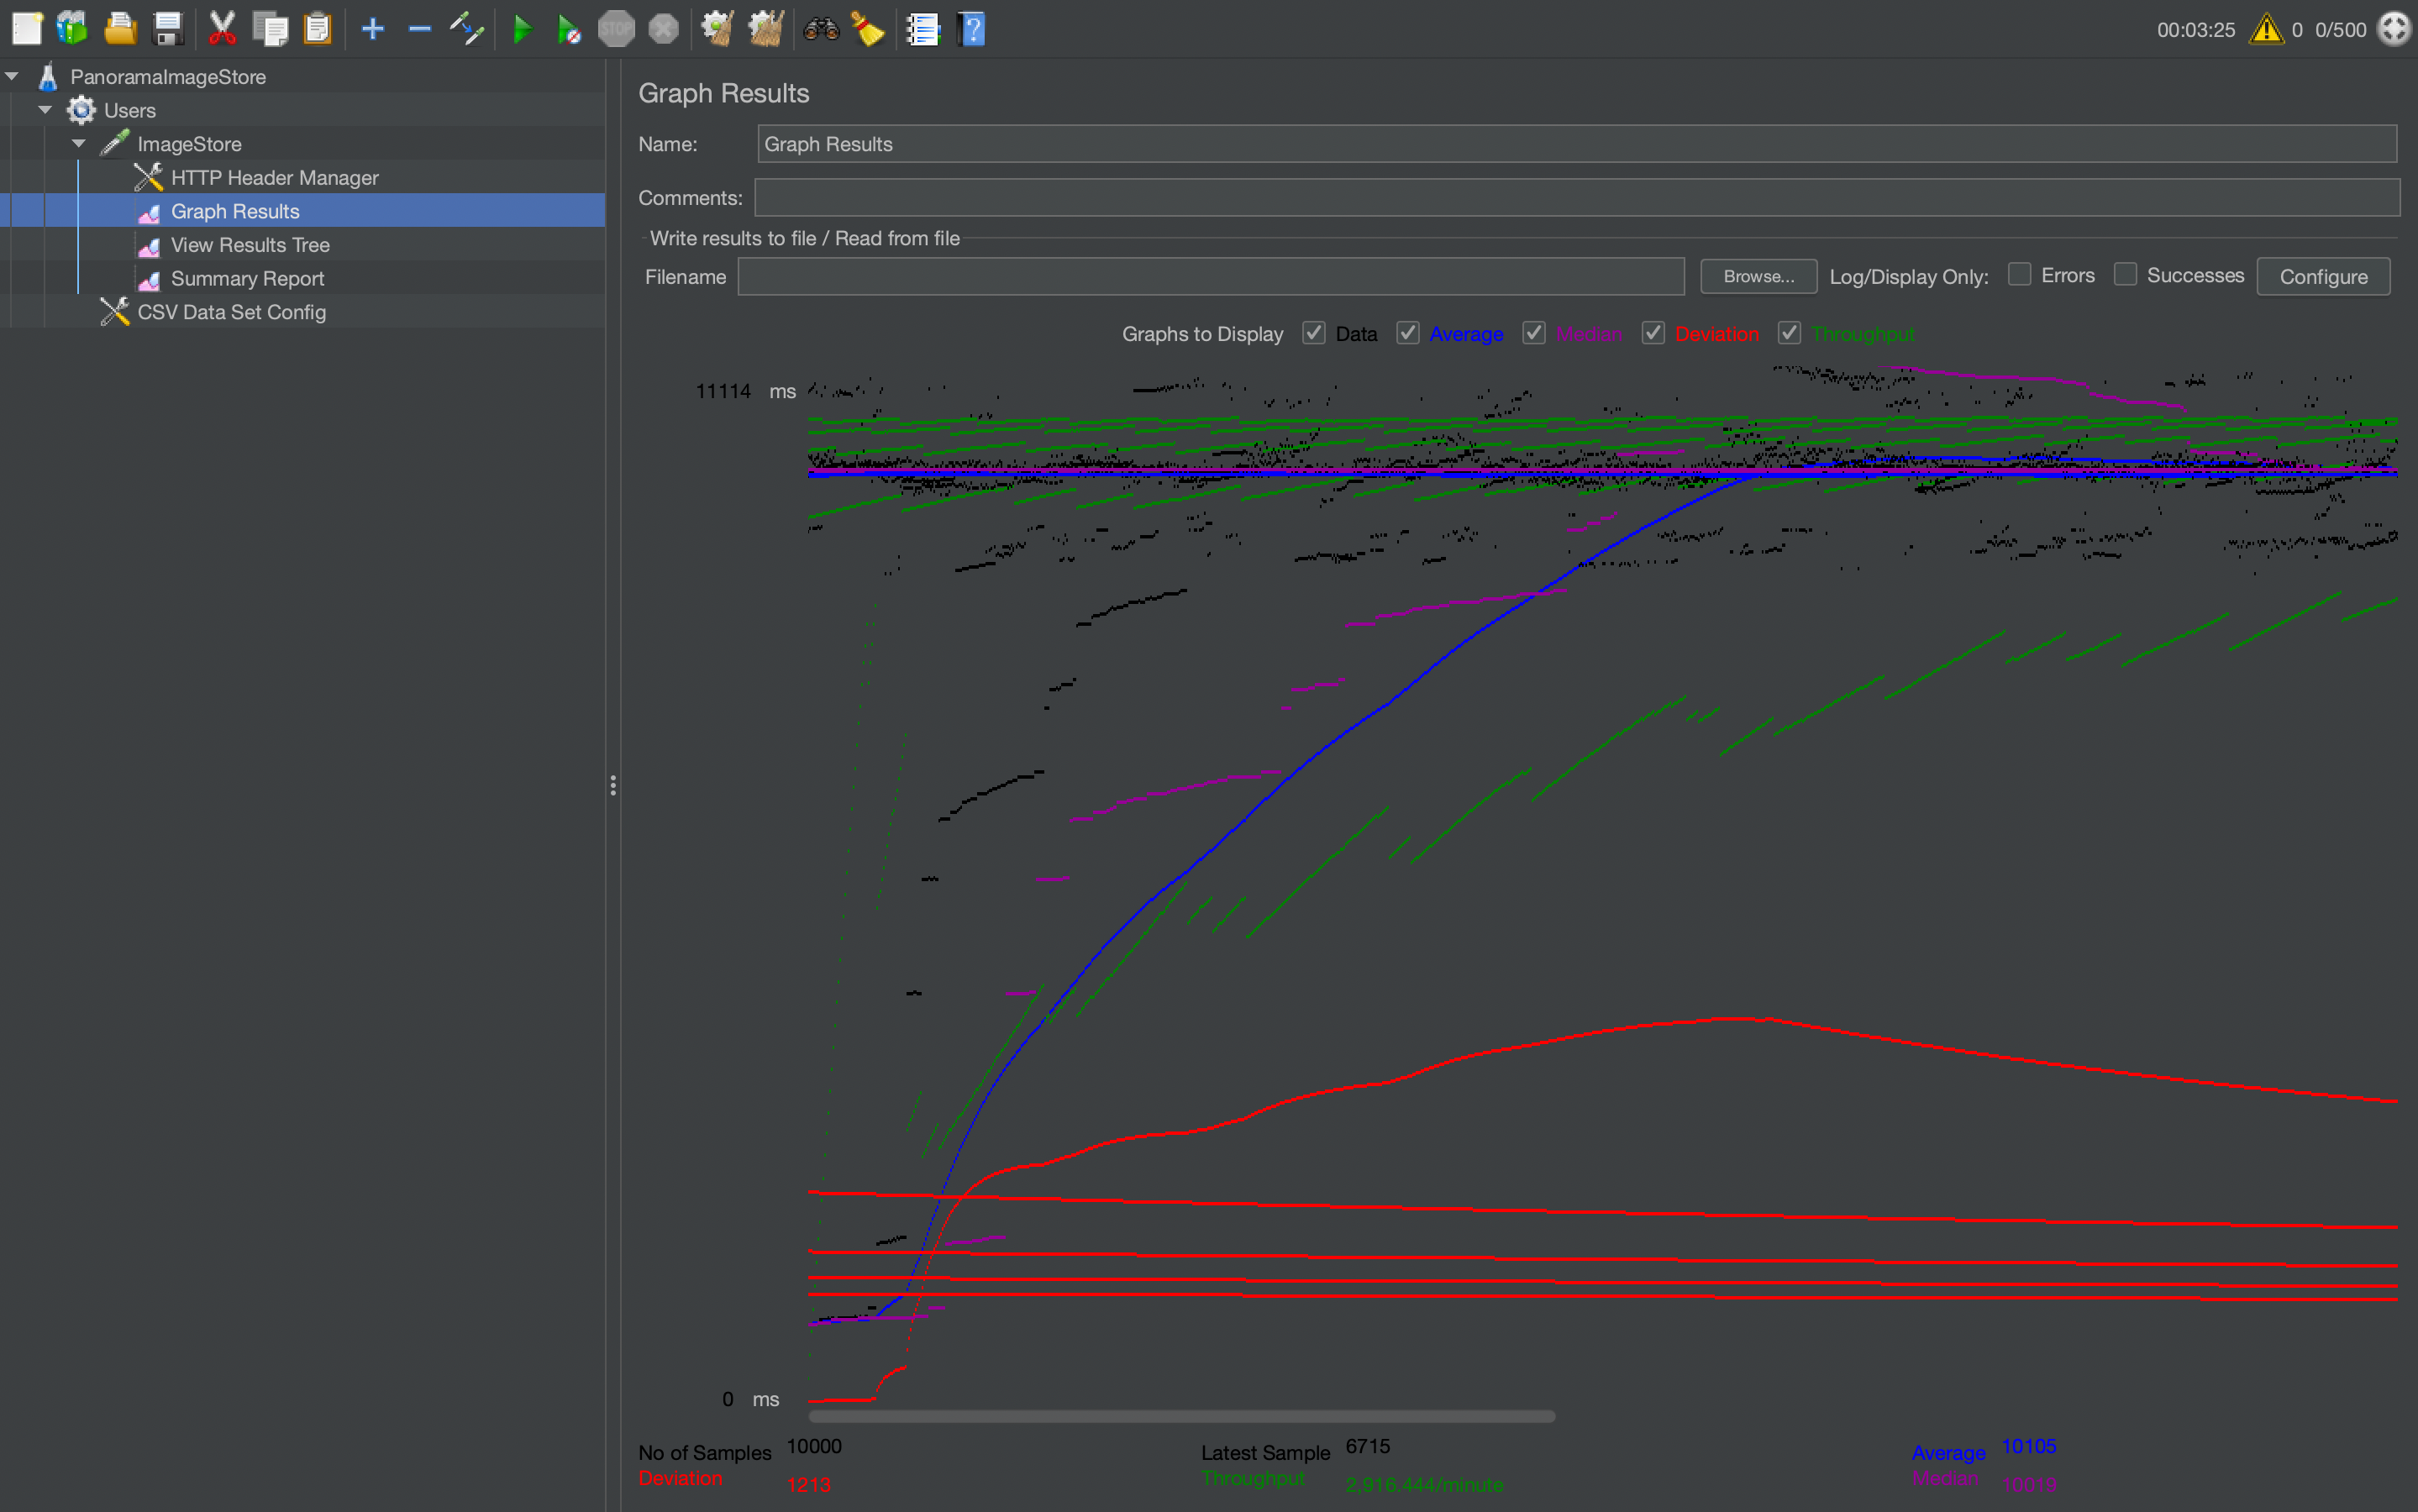 STOP
00:03:25 0 0/500
PanoramaImageStore
Users
ImageStore
HTTP Header Manager
Graph Results
View Results Tree
Summary Report
CSV Data Set Config
Graph Results
Name: Graph Results
Comments:
Write results to file / Read from file
Filename Browse... Log/Display Only: Errors Successes Configure
Graphs to Display Data Average Median Deviation Throughput
11114 ms
0 ms
No of Samples 10000 Latest Sample 6715 Average 10105
Deviation 1213 Throughput 2,916.444/minute Median